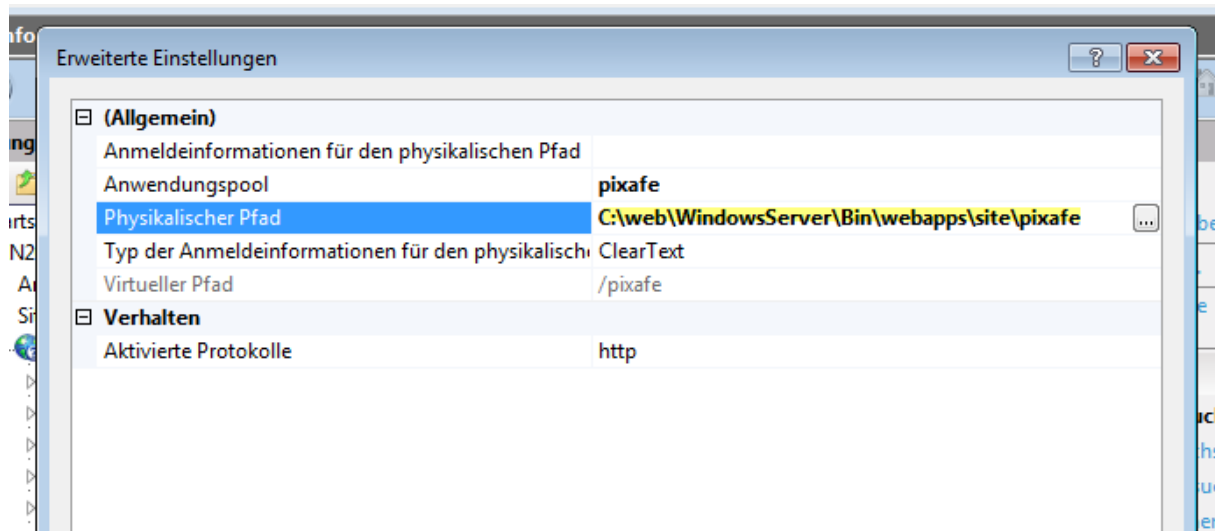 Erweiterte Einstellungen
(Allgemein)
Anmeldeinformationen für den physikalischen Pfad
Anwendungspool pixafe
Physikalischer Pfad C:\web\WindowsServer\Bin\webapps\site\pixafe ...
Typ der Anmeldeinformationen für den physikalische ClearText
Virtueller Pfad /pixafe
Verhalten
Aktivierte Protokolle http